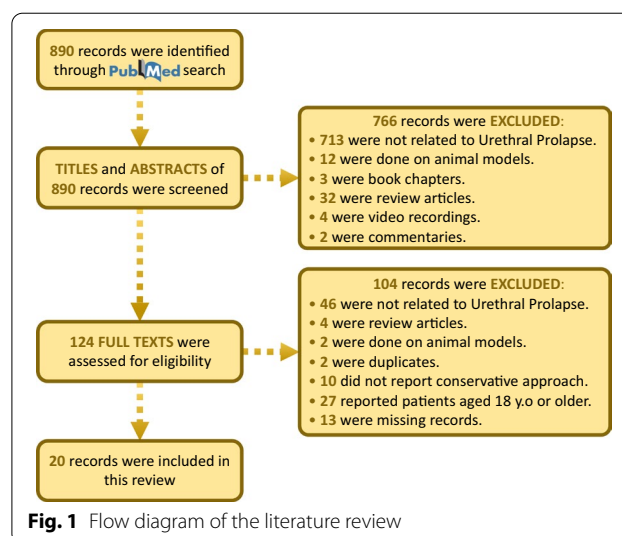 890 records were identified
through PubMed search
TITLES and ABSTRACTS of
890 records were screened
766 records were EXCLUDED:
• 713 were not related to Urethral Prolapse.
• 12 were done on animal models.
• 3 were book chapters.
• 32 were review articles.
• 4 were video recordings.
• 2 were commentaries.
124 FULL TEXTS were
assessed for eligibility
104 records were EXCLUDED:
• 46 were not related to Urethral Prolapse.
• 4 were review articles.
• 2 were done on animal models.
• 2 were duplicates.
• 10 did not report conservative approach.
• 27 reported patients aged 18 y.o or older.
• 13 were missing records.
20 records were included in
this review
Fig. 1 Flow diagram of the literature review